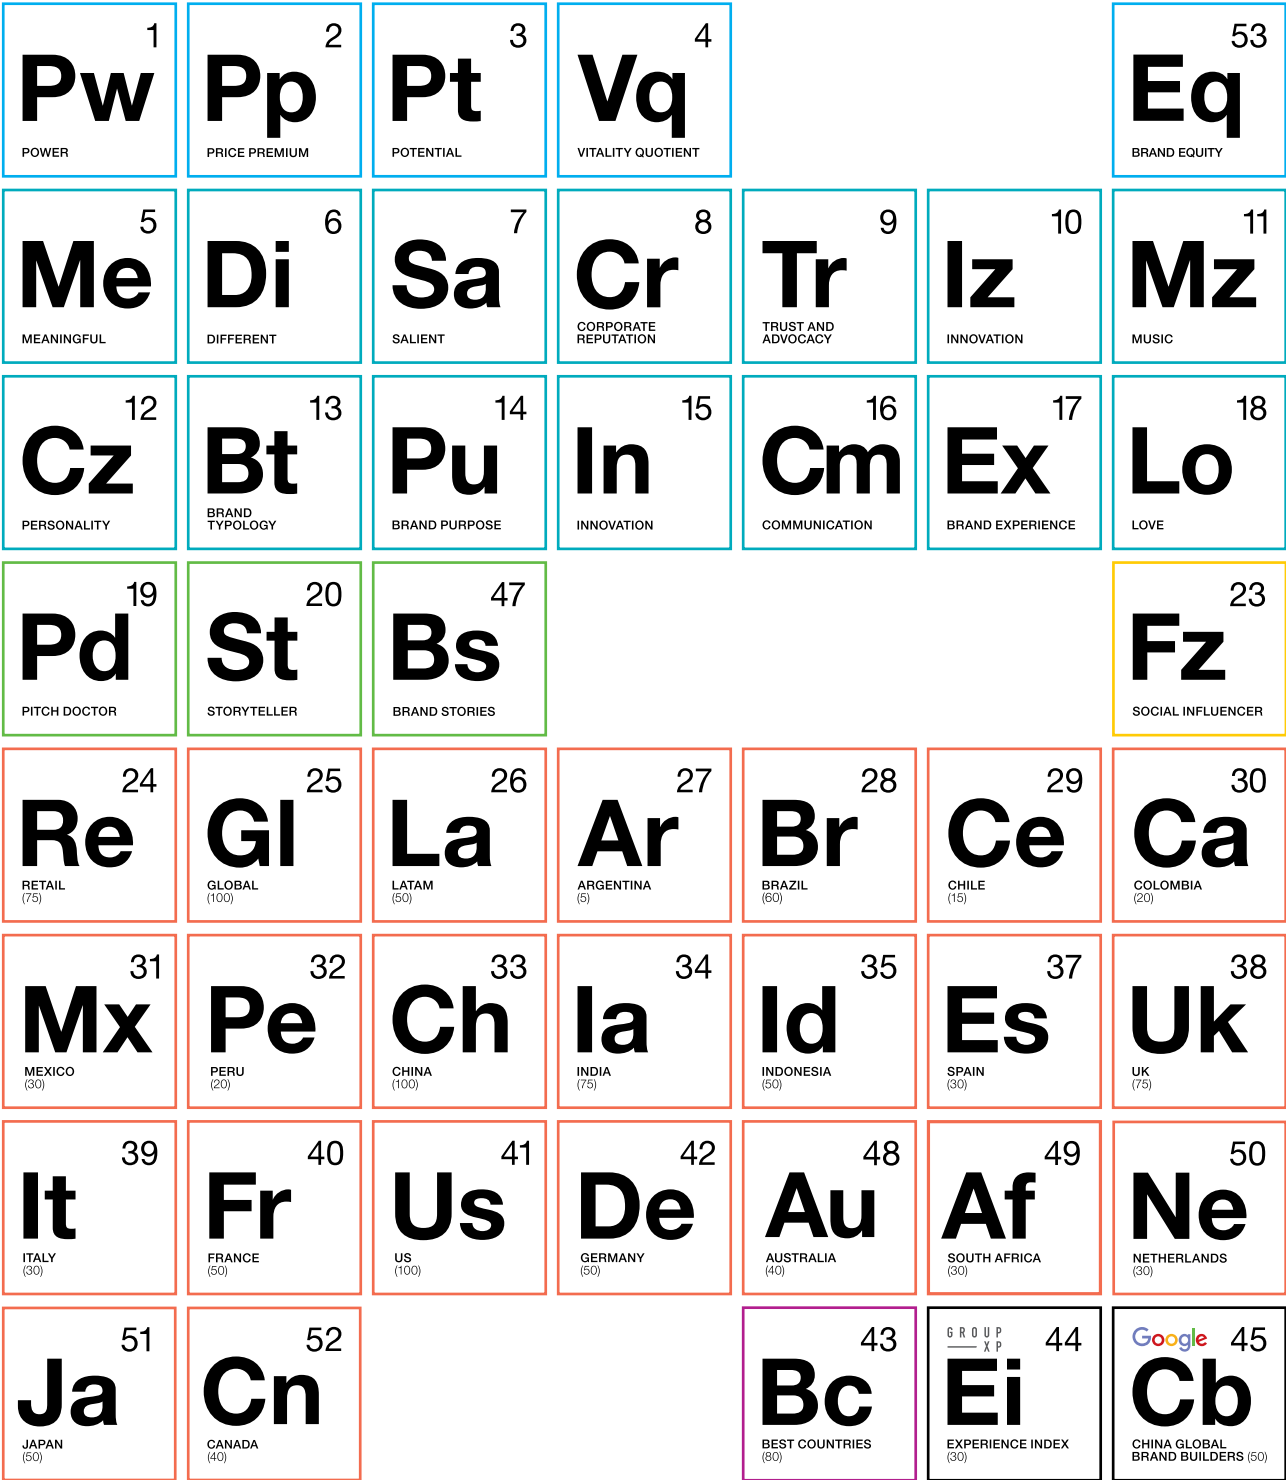 1
Pw
POWER
2
Pp
PRICE PREMIUM
3
Pt
POTENTIAL
4
Vq
VITALITY QUOTIENT
53
Eq
BRAND EQUITY
5
Me
MEANINGFUL
6
Di
DIFFERENT
7
Sa
SALIENT
8
Cr
CORPORATE
REPUTATION
9
Tr
TRUST AND
ADVOCACY
10
Iz
INNOVATION
11
Mz
MUSIC
12
Cz
PERSONALITY
13
Bt
BRAND
TYPOLOGY
14
Pu
BRAND PURPOSE
15
In
INNOVATION
16
Cm
COMMUNICATION
17
Ex
BRAND EXPERIENCE
18
Lo
LOVE
19
Pd
PITCH DOCTOR
20
St
STORYTELLER
47
Bs
BRAND STORIES
23
Fz
SOCIAL INFLUENCER
24
Re
RETAIL
(75)
25
Gl
GLOBAL
(100)
26
La
LATAM
(50)
27
Ar
ARGENTINA
(5)
28
Br
BRAZIL
(60)
29
Ce
CHILE
(15)
30
Ca
COLOMBIA
(20)
31
Mx
MEXICO
(30)
32
Pe
PERU
(20)
33
Ch
CHINA
(100)
34
Ia
INDIA
(75)
35
Id
INDONESIA
(50)
37
Es
SPAIN
(30)
38
Uk
UK
(75)
39
It
ITALY
(30)
40
Fr
FRANCE
(50)
41
Us
US
(100)
42
De
GERMANY
(50)
48
Au
AUSTRALIA
(40)
49
Af
SOUTH AFRICA
(30)
50
Ne
NETHERLANDS
(30)
51
Ja
JAPAN
(50)
52
Cn
CANADA
(40)
43
Bc
BEST COUNTRIES
(80)
GROUP
XP
44
Ei
EXPERIENCE INDEX
(30)
Google
45
Cb
CHINA GLOBAL
BRAND BUILDERS (50)